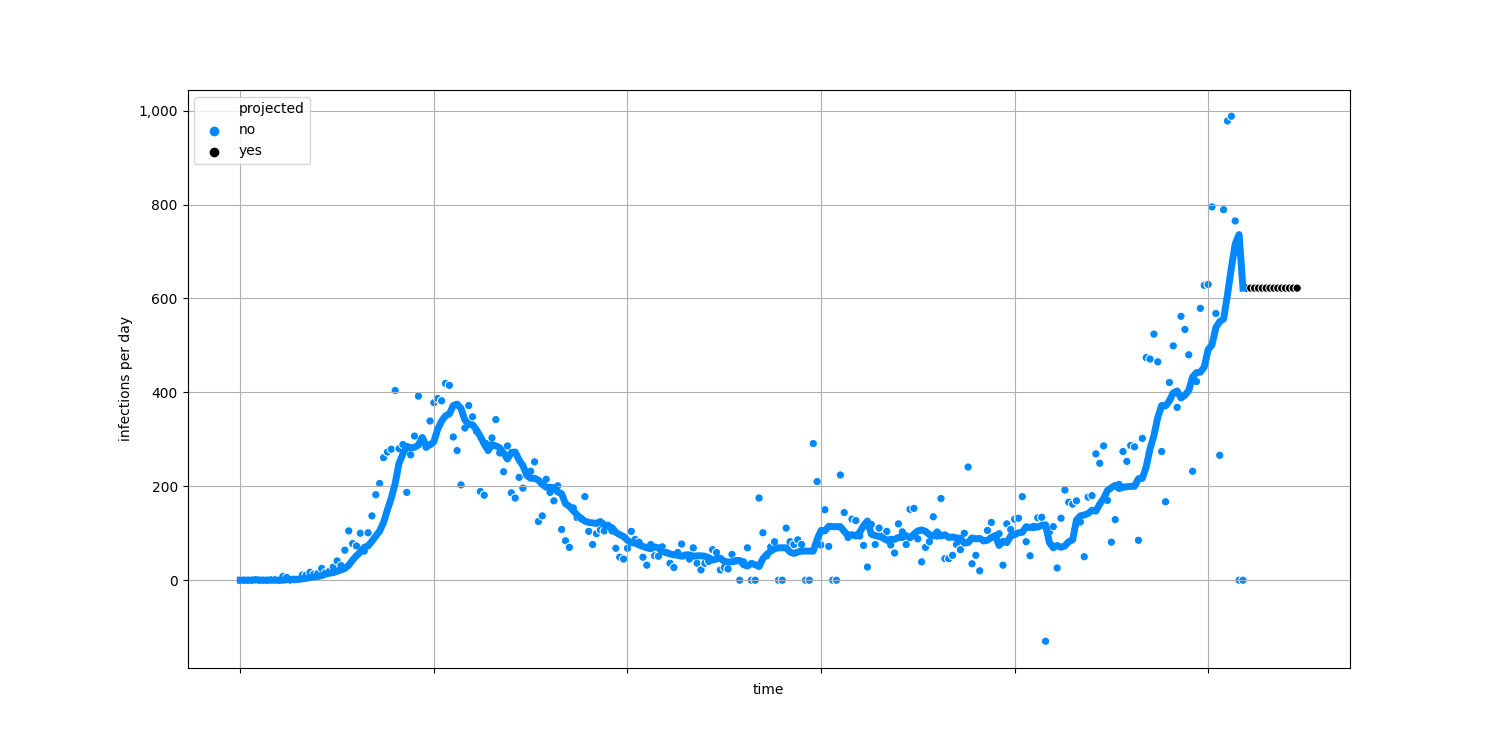 projected
no
yes
1,000
800
600
400
200
0
infections per day
time